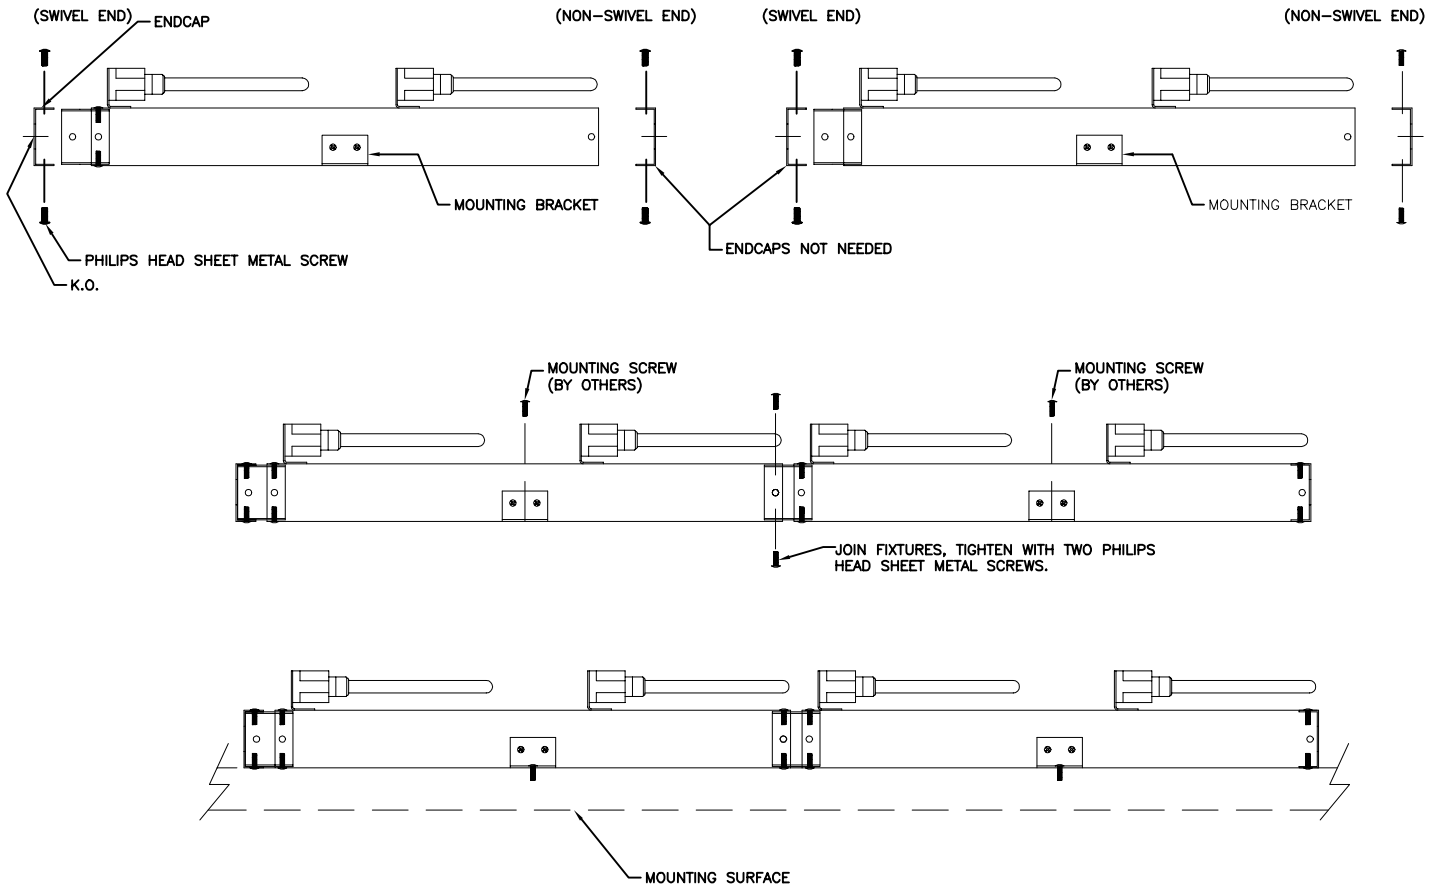 (SWIVEL END)
ENDCAP
(NON-SWIVEL END)
(SWIVEL END)
(NON-SWIVEL END)
MOUNTING BRACKET
MOUNTING BRACKET
ENDCAPS NOT NEEDED
PHILIPS HEAD SHEET METAL SCREW
K.O.
MOUNTING SCREW
(BY OTHERS)
MOUNTING SCREW
(BY OTHERS)
JOIN FIXTURES, TIGHTEN WITH TWO PHILIPS
HEAD SHEET METAL SCREWS.
MOUNTING SURFACE